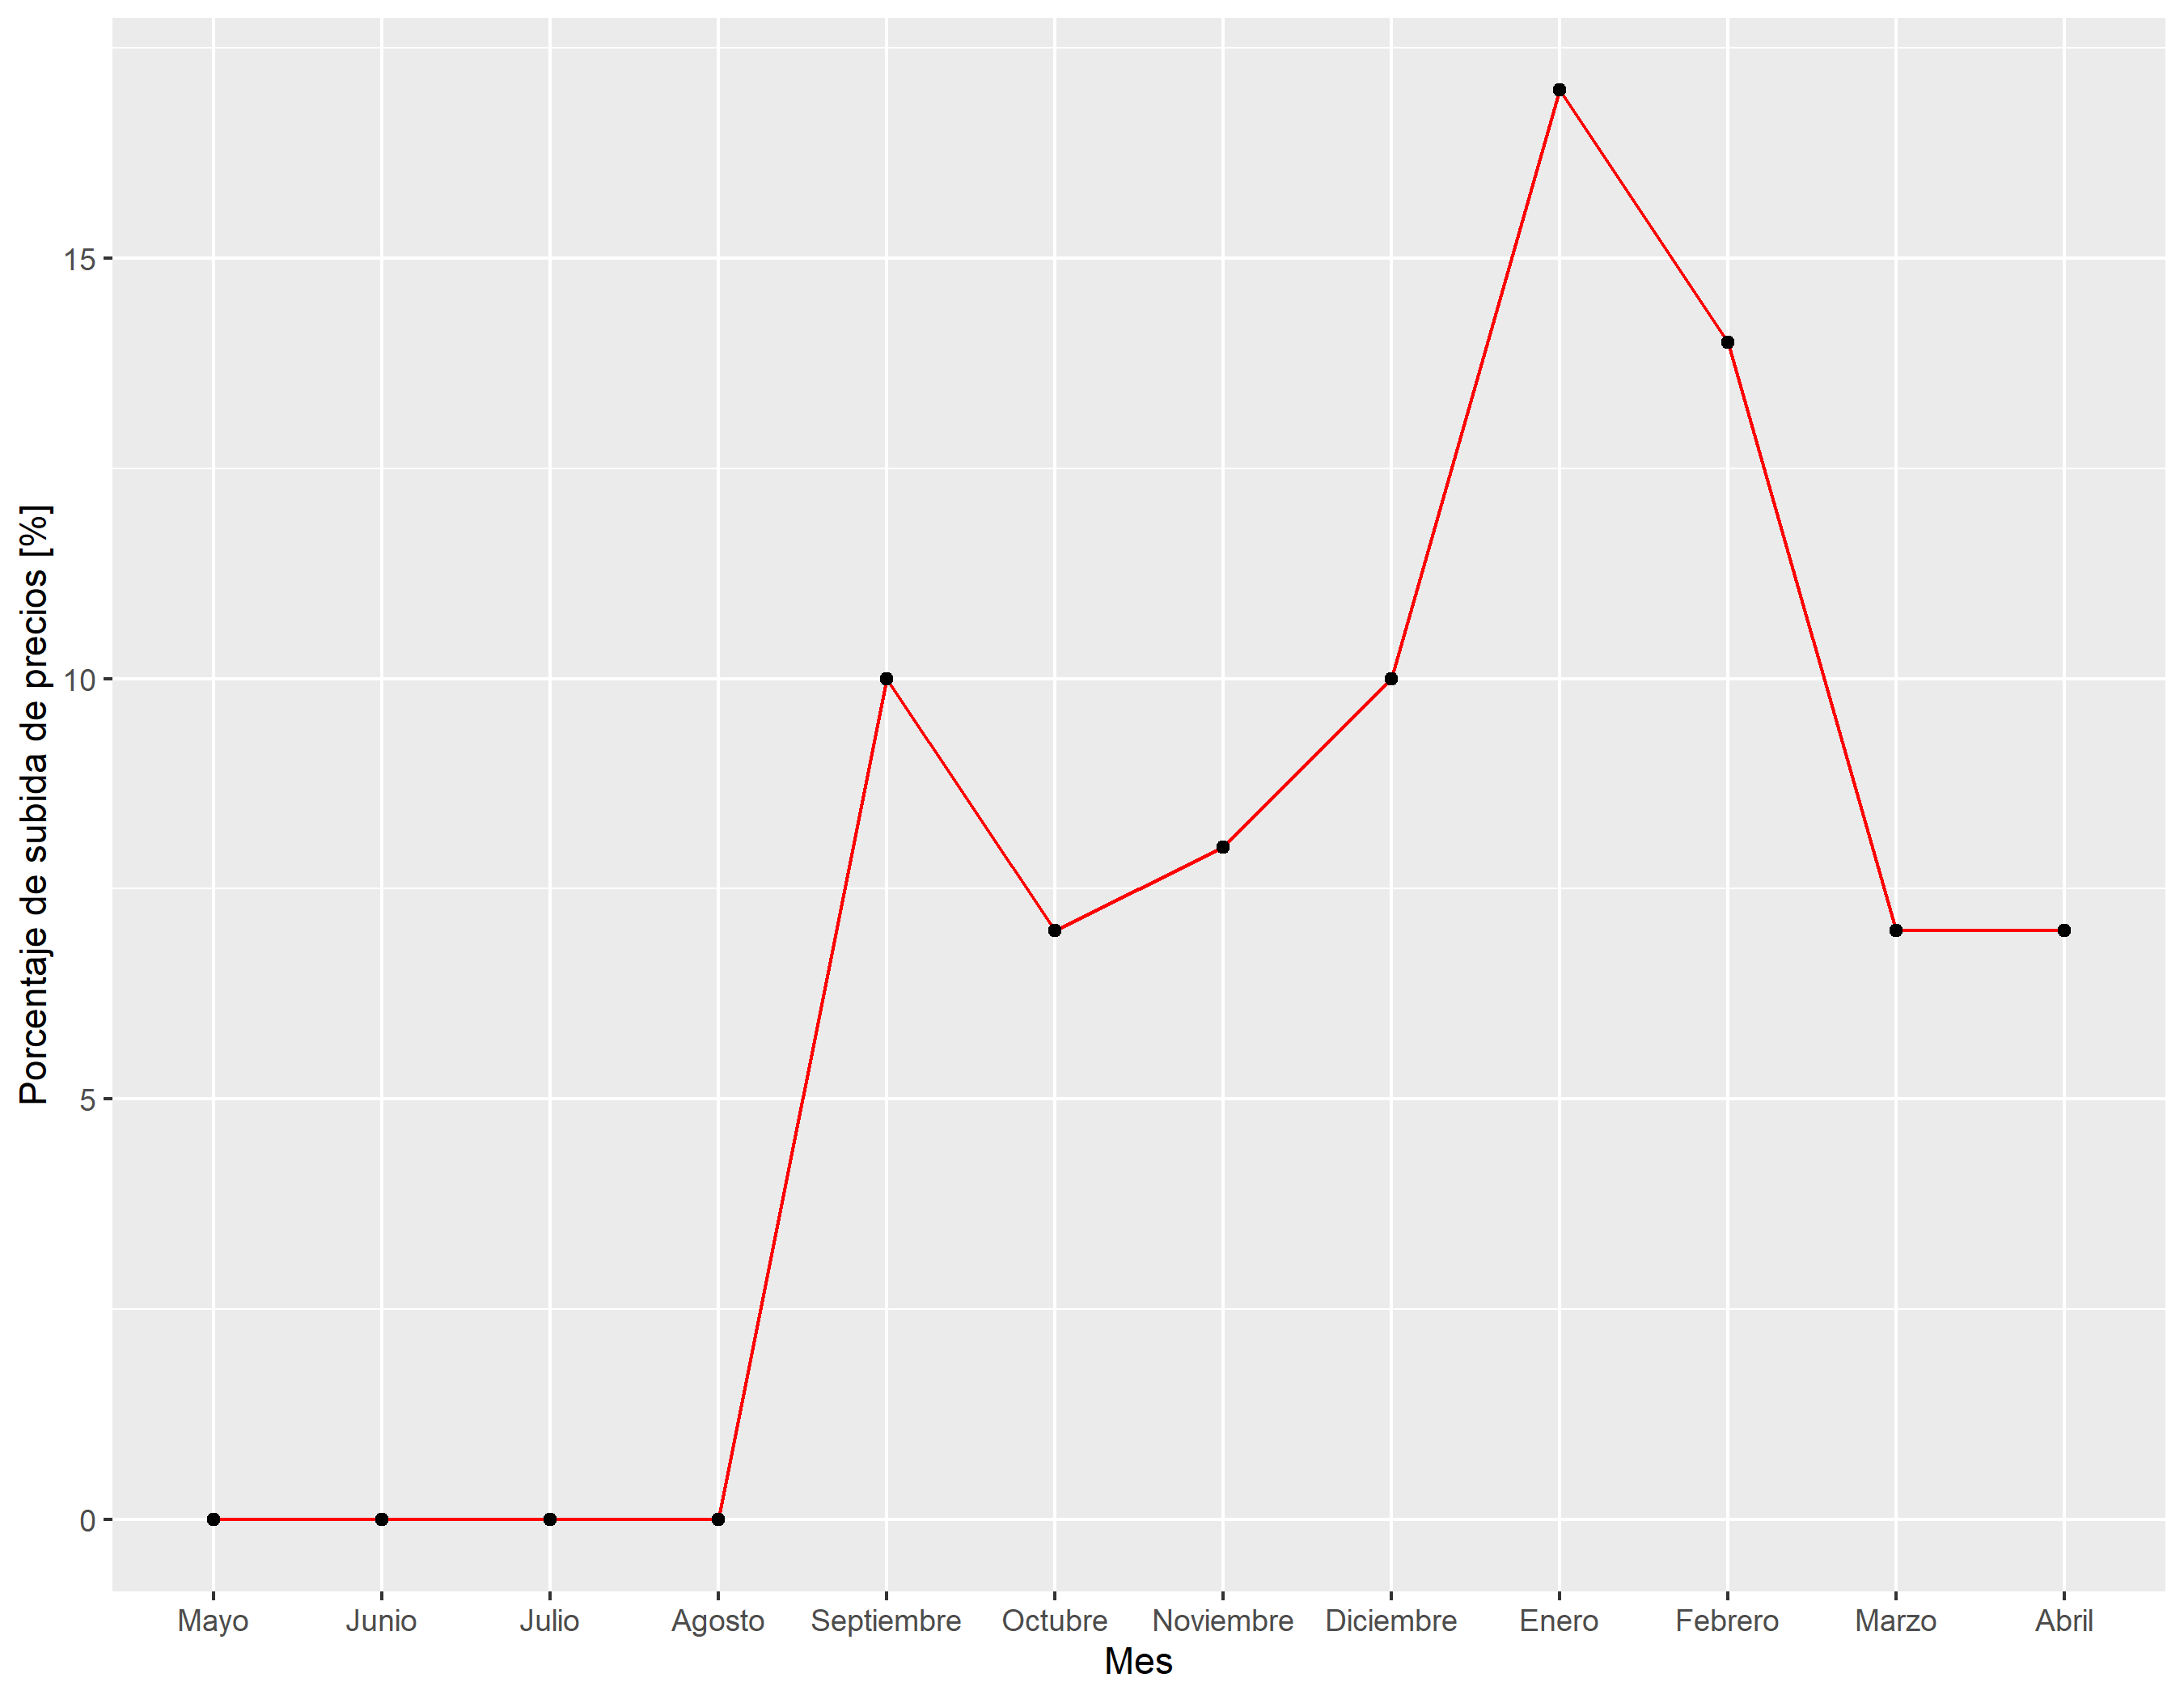 Porcentaje de subida de precios [%]
15
10
5
0
Mayo Junio Julio Agosto Septiembre Octubre Noviembre Diciembre Enero Febrero Marzo Abril
Mes